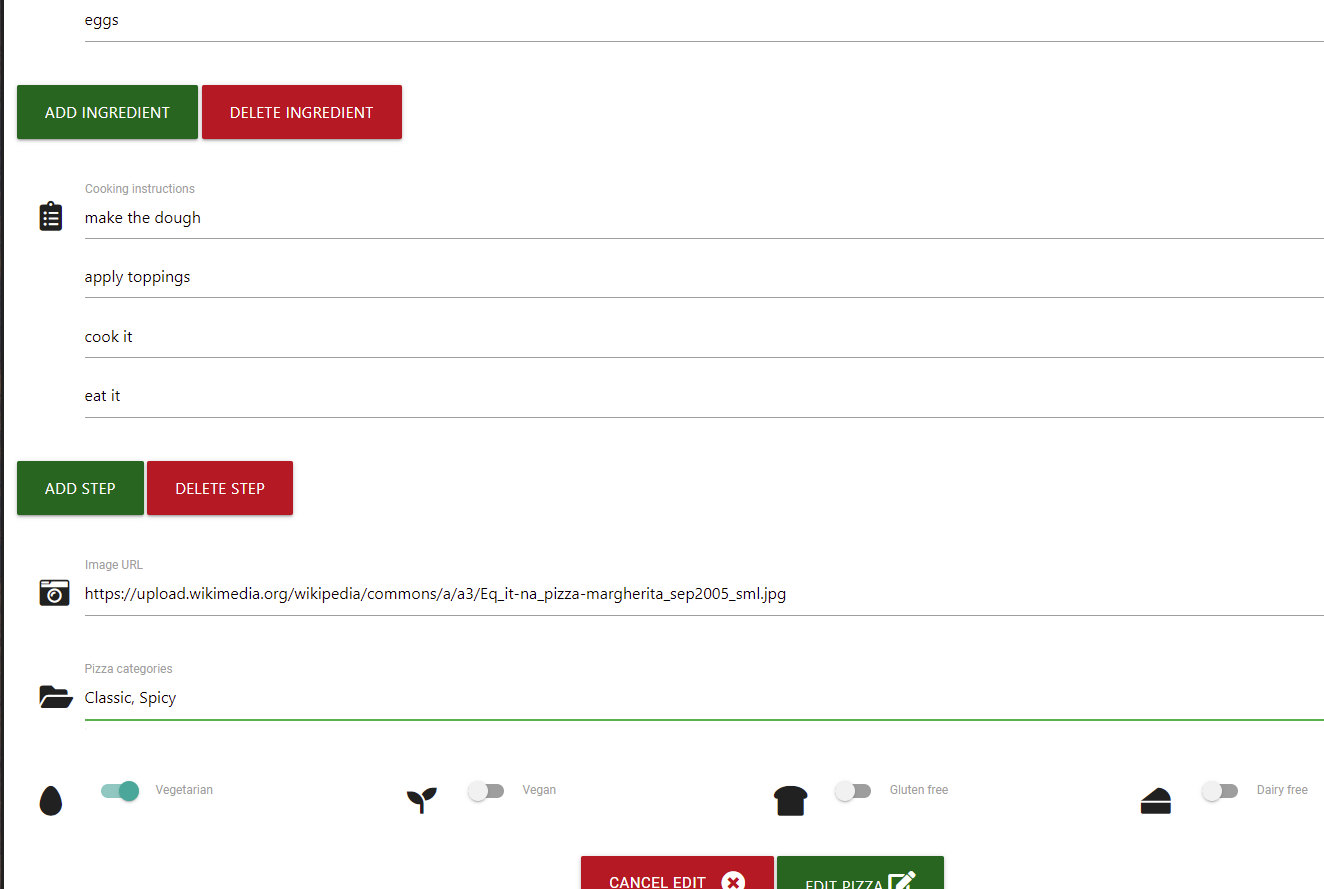 eggs
ADD INGREDIENT DELETE INGREDIENT
Cooking instructions
make the dough
apply toppings
cook it
eat it
ADD STEP DELETE STEP
Image URL
https://upload.wikimedia.org/wikipedia/commons/a/a3/Eq_it-na_pizza-margherita_sep2005_sml.jpg
Pizza categories
Classic, Spicy
Vegetarian Vegan Gluten free Dairy free
CANCEL EDIT EDIT PIZZA